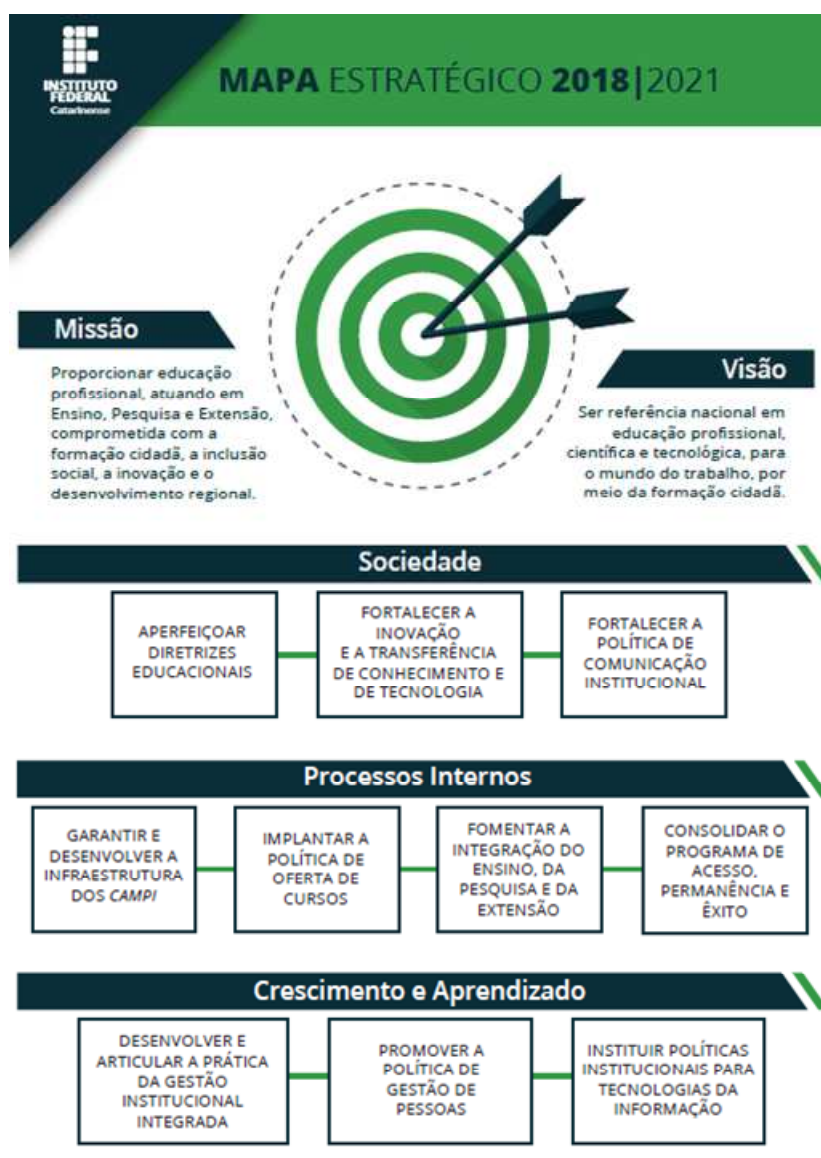 INSTITUTO
FEDERAL
Catarinense
MAPA ESTRATÉGICO 2018|2021
Missão
Proporcionar educação
profissional, atuando em
Ensino, Pesquisa e Extensão,
comprometida com a
formação cidadã, a inclusão
social, a inovação e o
desenvolvimento regional.
Visão
Ser referência nacional em
educação profissional,
científica e tecnológica, para
o mundo do trabalho, por
meio da formação cidadã.
Sociedade
APERFEIÇOAR
DIRETRIZES
EDUCACIONAIS
FORTALECER A
INOVAÇÃO
E A TRANSFERÊNCIA
DE CONHECIMENTO E
DE TECNOLOGIA
FORTALECER A
POLÍTICA DE
COMUNICAÇÃO
INSTITUCIONAL
Processos Internos
GARANTIR E
DESENVOLVER A
INFRAESTRUTURA
DOS CAMPI
IMPLANTAR A
POLÍTICA DE
OFERTA DE
CURSOS
FOMENTAR A
INTEGRAÇÃO DO
ENSINO, DA
PESQUISA E DA
EXTENSÃO
CONSOLIDAR O
PROGRAMA DE
ACESSO,
PERMANÊNCIA E
ÊXITO
Crescimento e Aprendizado
DESENVOLVER E
ARTICULAR A PRÁTICA
DA GESTÃO
INSTITUCIONAL
INTEGRADA
PROMOVER A
POLÍTICA DE
GESTÃO DE
PESSOAS
INSTITUIR POLÍTICAS
INSTITUCIONAIS PARA
TECNOLOGIAS DA
INFORMAÇÃO